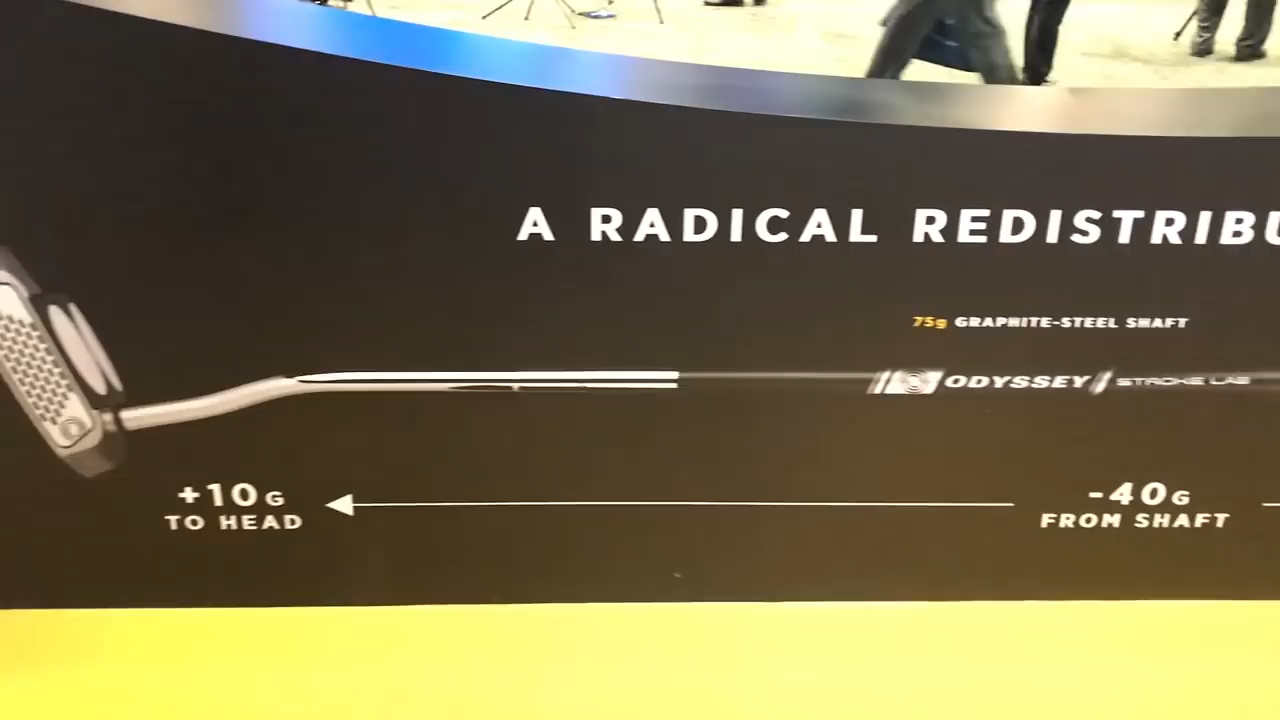 A RADICAL REDISTRIBU
75g GRAPHITE-STEEL SHAFT
ODYSSEY STROKE LAB
+10G
TO HEAD
-40G
FROM SHAFT